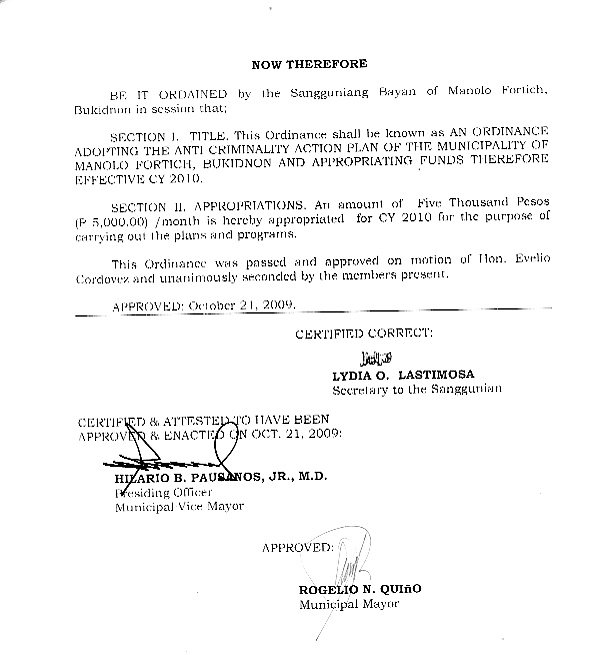 NOW THEREFORE
BE IT ORDAINED by the Sangguniang Bayan of Manolo Fortich,
Bukidnon in session that;
SECTION I. TITLE. This Ordinance shall be known as AN ORDINANCE
ADOPTING THE ANTI CRIMINALITY ACTION PLAN OF THE MUNICIPALITY OF
MANOLO FORTICH, BUKIDNON AND APPROPRIATING FUNDS THEREFORE
EFFECTIVE CY 2010.
SECTION II. APPROPRIATIONS. An amount of Five Thousand Pesos
(P 5,000.00) /month is hereby appropriated for CY 2010 for the purpose of
carrying out the plans and programs.
This Ordinance was passed and approved on motion of Hon. Evelio
Cordovez and unanimously seconded by the members present.
APPROVED: October 21, 2009.
CERTIFIED CORRECT:
LYDIA O. LASTIMOSA
Secretary to the Sanggunian
CERTIFIED & ATTESTED TO HAVE BEEN
APPROVED & ENACTED ON OCT. 21, 2009:
HILARIO B. PAUSANOS, JR., M.D.
Presiding Officer
Municipal Vice Mayor
APPROVED:
ROGELIO N. QUIñO
Municipal Mayor